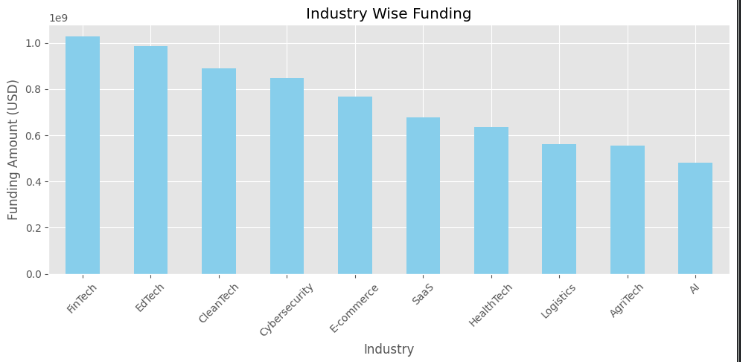 Industry Wise Funding
1e9
1.0
0.8
0.6
0.4
0.2
0.0
Funding Amount (USD)
FinTech
EdTech
CleanTech
Cybersecurity
E-commerce
SaaS
HealthTech
Logistics
AgriTech
AI
Industry